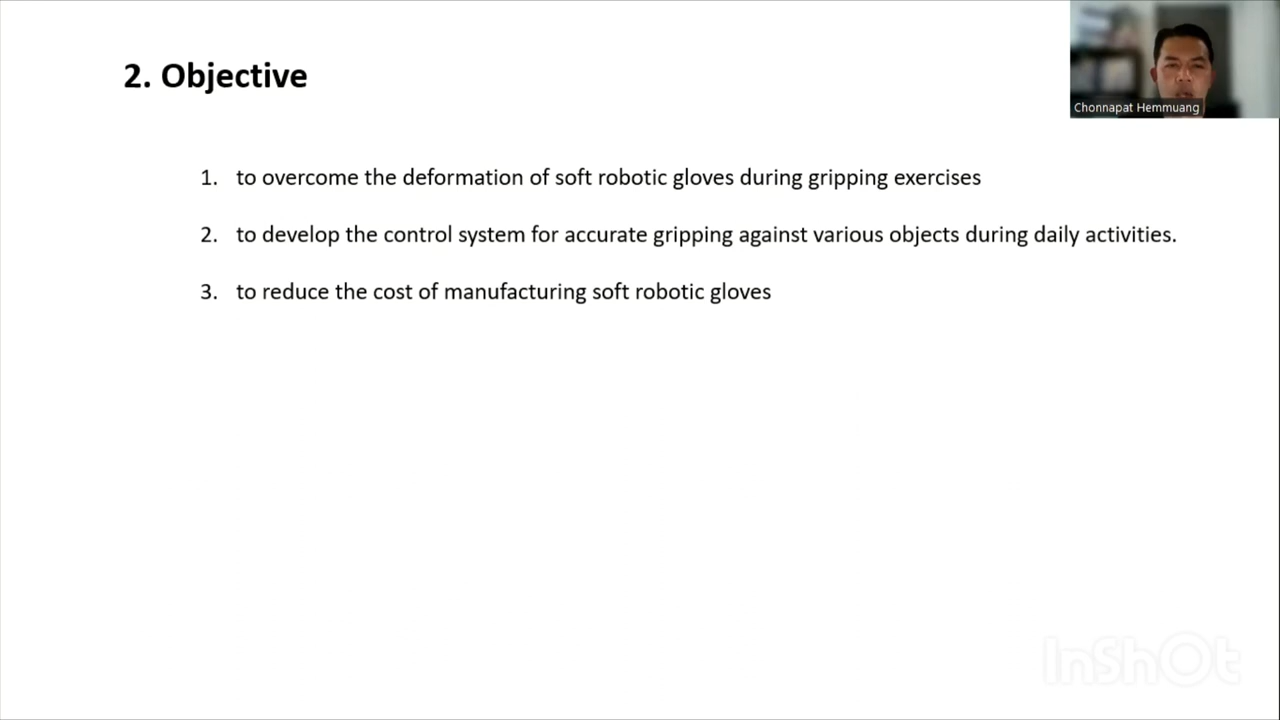 2. Objective
Chonnapat Hemmuang
1. to overcome the deformation of soft robotic gloves during gripping exercises
2. to develop the control system for accurate gripping against various objects during daily activities.
3. to reduce the cost of manufacturing soft robotic gloves
InShOt